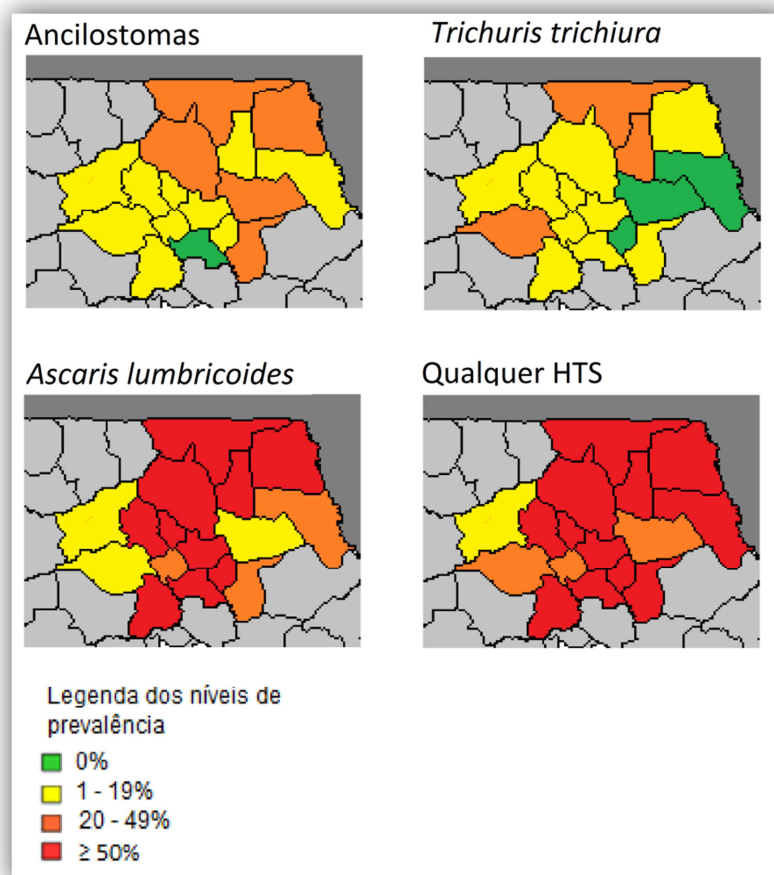 Ancilostomas
Trichuris trichiura
Ascaris lumbricoides
Qualquer HTS
Legenda dos níveis de
prevalência
0%
1 - 19%
20 - 49%
≥ 50%